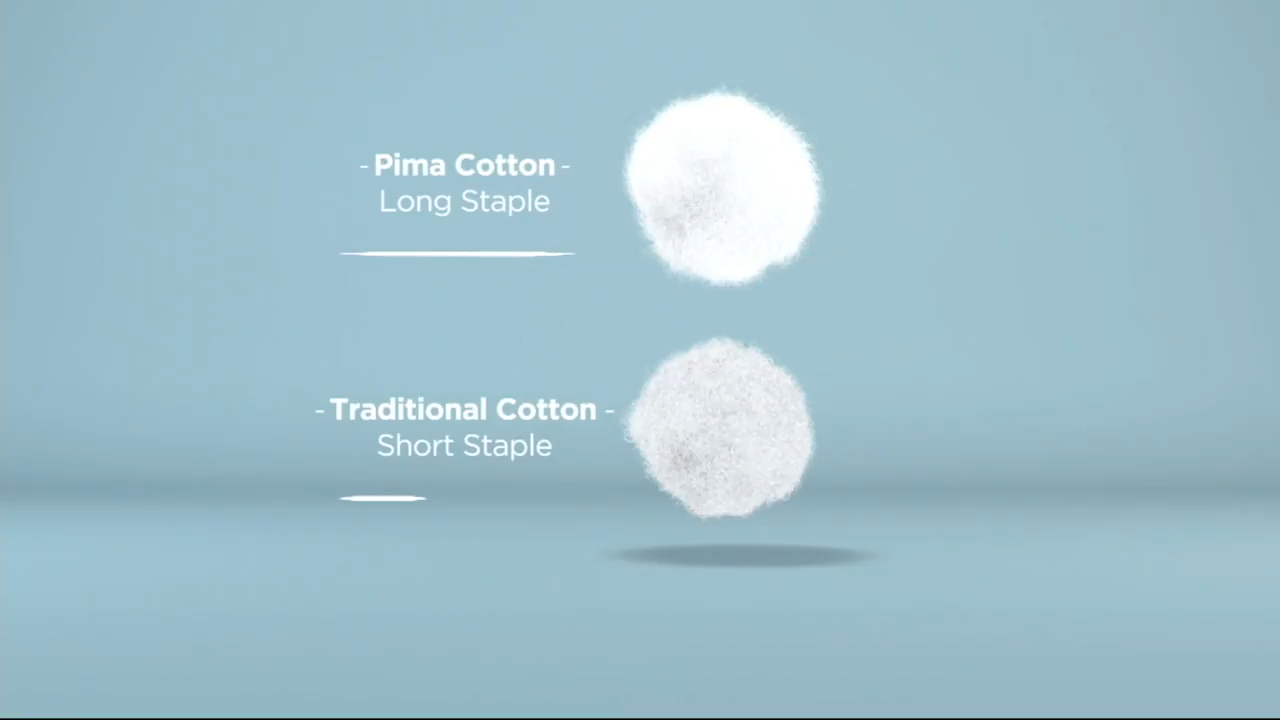 - Pima Cotton -
Long Staple
- Traditional Cotton -
Short Staple